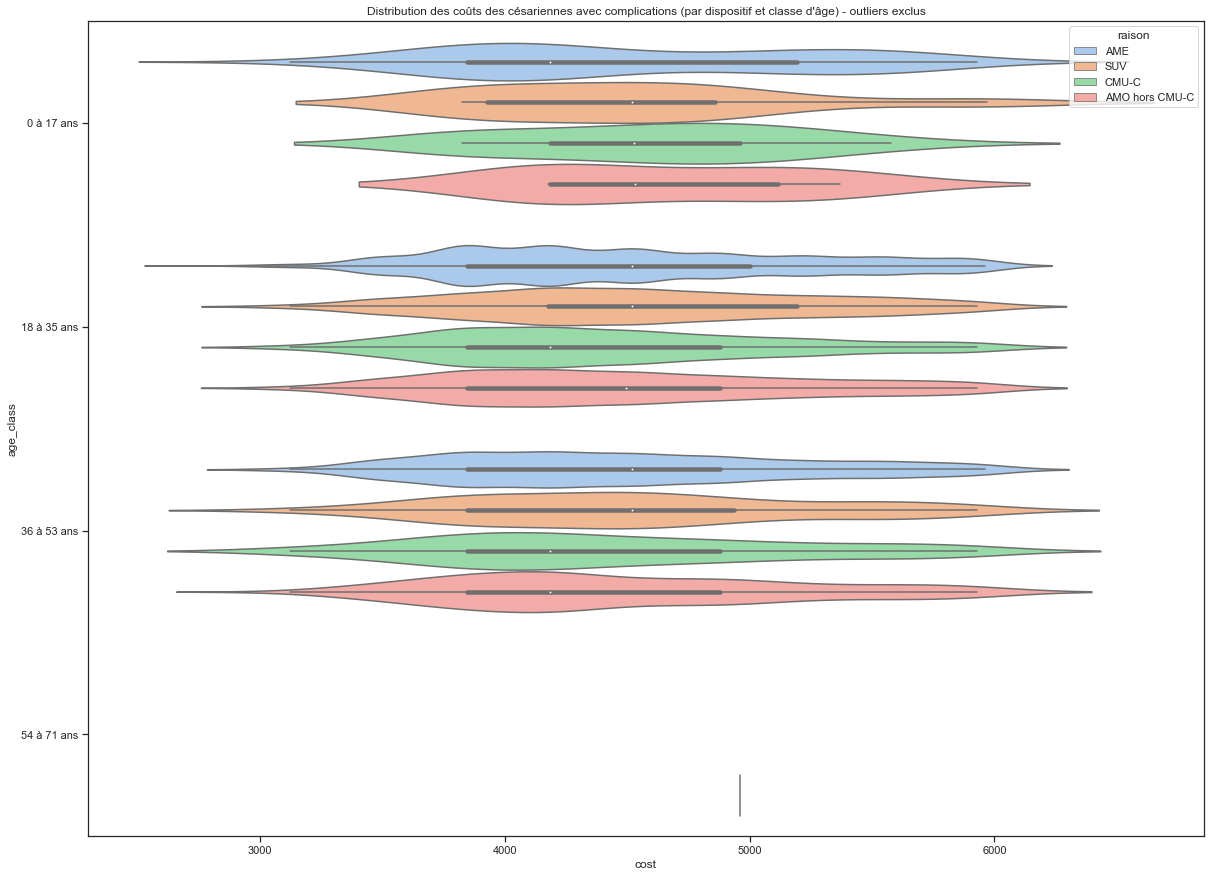 Distribution des coûts des césariennes avec complications (par dispositif et classe d'âge) - outliers exclus
raison
AME
SUV
CMU-C
AMO hors CMU-C
0 à 17 ans
18 à 35 ans
36 à 53 ans
54 à 71 ans
age_class
3000
4000
5000
6000
cost